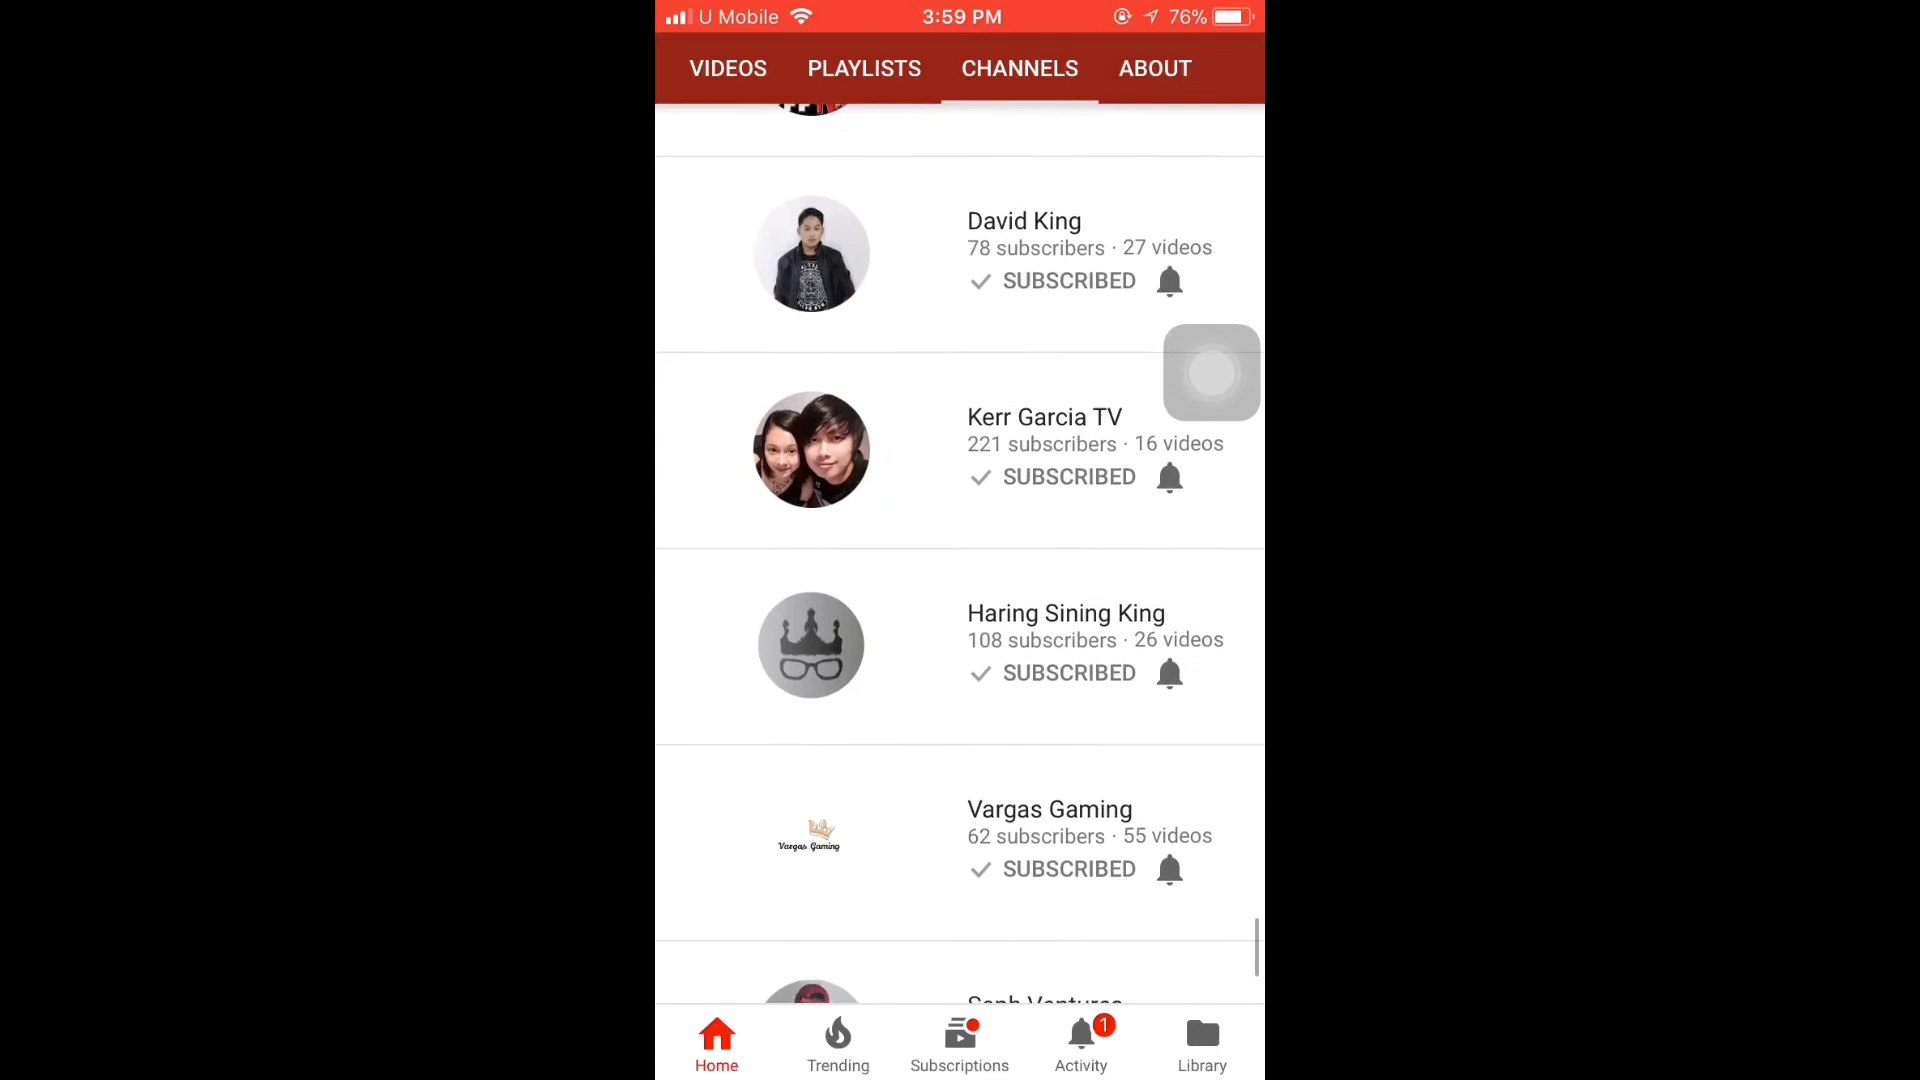 U Mobile 3:59 PM 76%
VIDEOS PLAYLISTS CHANNELS ABOUT
David King
78 subscribers · 27 videos
SUBSCRIBED
Kerr Garcia TV
221 subscribers · 16 videos
SUBSCRIBED
Haring Sining King
108 subscribers · 26 videos
SUBSCRIBED
Vargas Gaming
Vargas Gaming
62 subscribers · 55 videos
SUBSCRIBED
1
Home Trending Subscriptions Activity Library